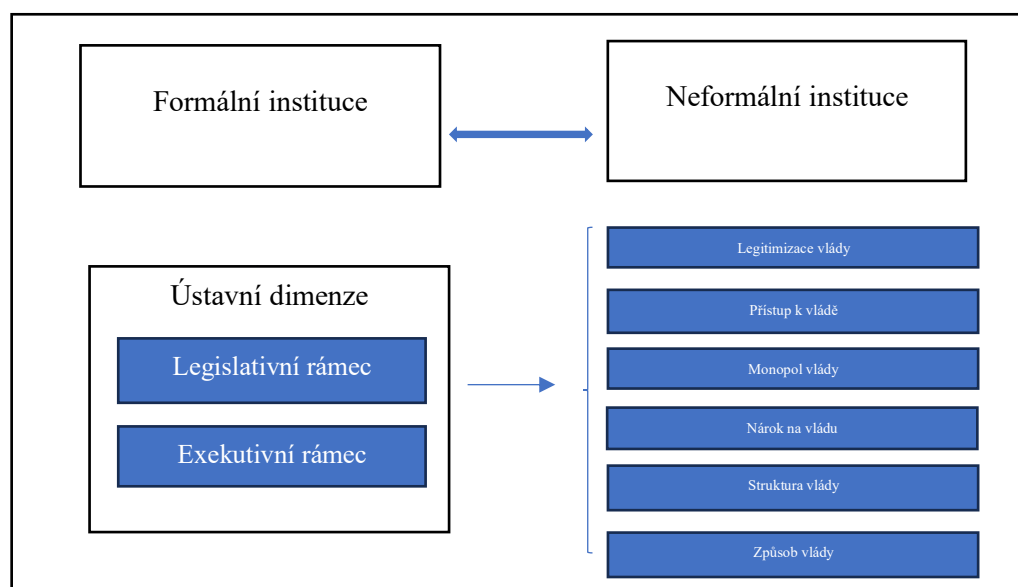 Formální instituce
Neformální instituce
Ústavní dimenze
Legislativní rámec
Exekutivní rámec
Legitimizace vlády
Přístup k vládě
Monopol vlády
Nárok na vládu
Struktura vlády
Způsob vlády